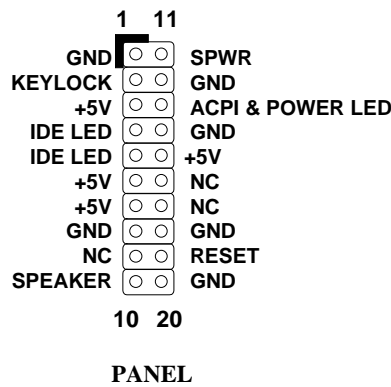 1 11
GND SPWR
KEYLOCK GND
+5V ACPI & POWER LED
IDE LED GND
IDE LED +5V
+5V NC
+5V NC
GND GND
NC RESET
SPEAKER GND
10 20
PANEL